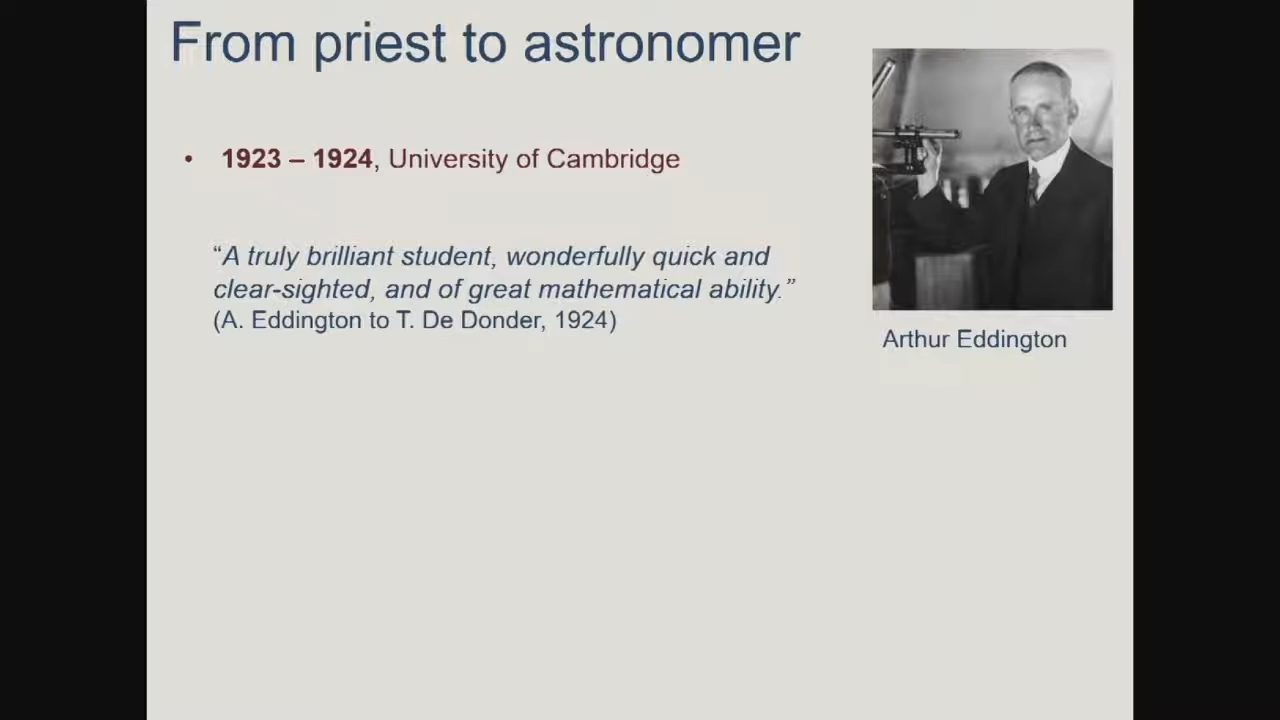 From priest to astronomer
• 1923 – 1924, University of Cambridge
“A truly brilliant student, wonderfully quick and
clear-sighted, and of great mathematical ability.”
(A. Eddington to T. De Donder, 1924)
Arthur Eddington